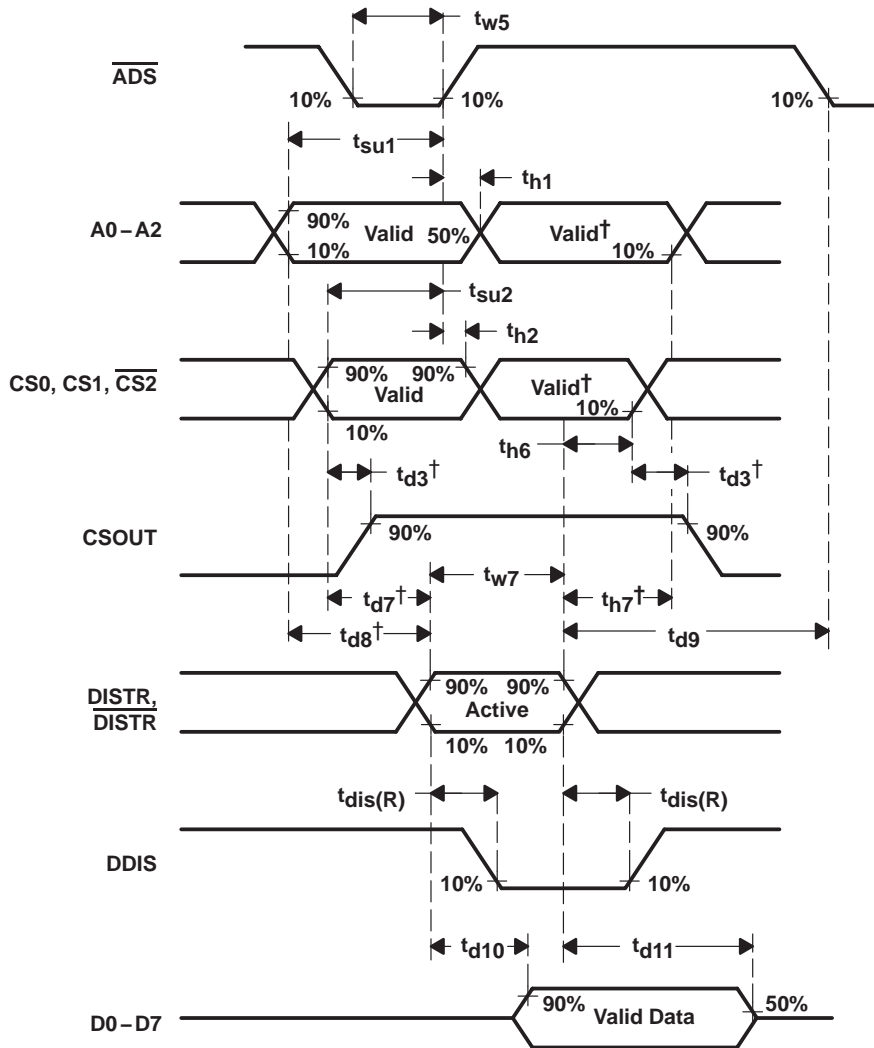 tw5
ADS
10% 10% 10%
tsu1
th1
A0–A2
90% Valid 50% Valid†
10% 10%
tsu2
th2
CS0, CS1, CS2
90% 90% Valid Valid†
10% 10%
th6
td3† td3†
CSOUT
90% 90%
tw7
td7† th7†
td8† td9
DISTR,
DISTR
90% 90%
Active
10% 10%
tdis(R) tdis(R)
DDIS
10% 10%
td10 td11
D0–D7
90% Valid Data 50%